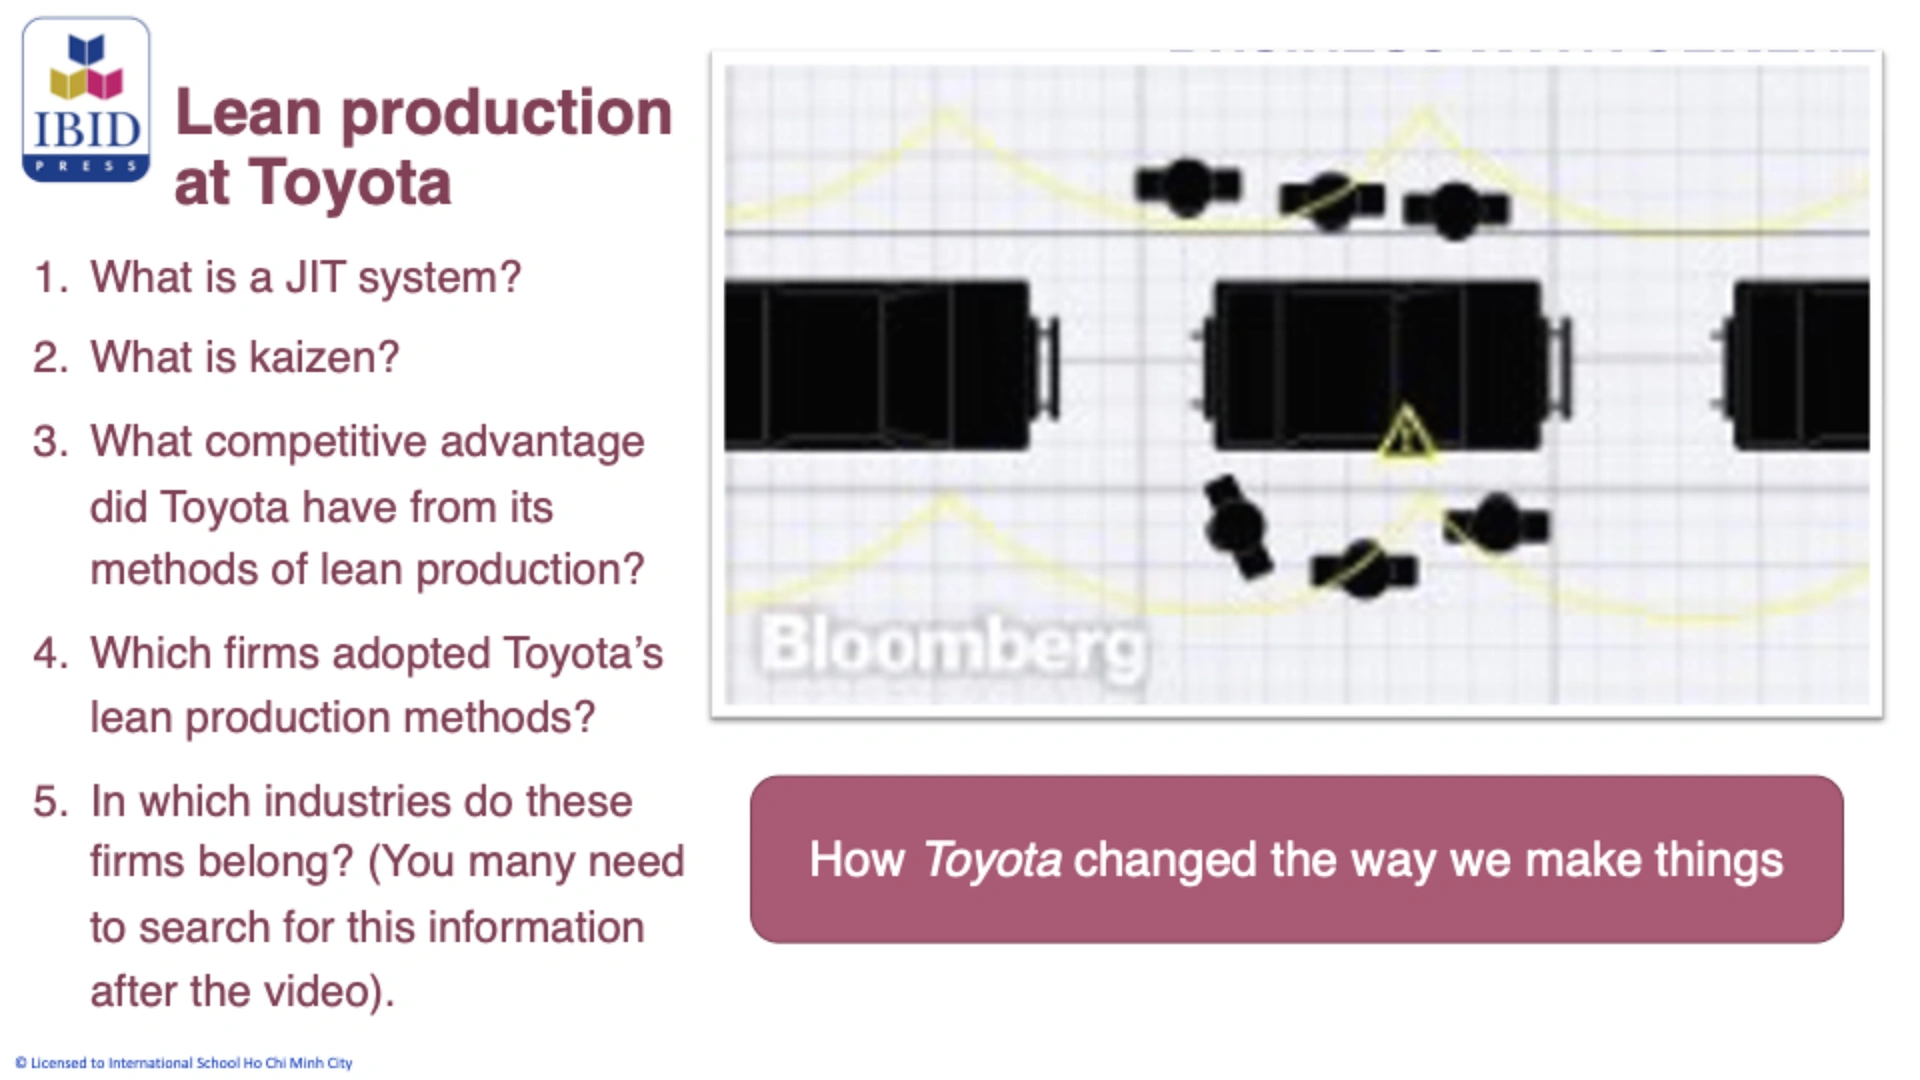 IBID
PRESS
Lean production
at Toyota
1. What is a JIT system?
2. What is kaizen?
3. What competitive advantage
did Toyota have from its
methods of lean production?
4. Which firms adopted Toyota’s
lean production methods?
5. In which industries do these
firms belong? (You many need
to search for this information
after the video).
Bloomberg
How Toyota changed the way we make things
© Licensed to International School Ho Chi Minh City